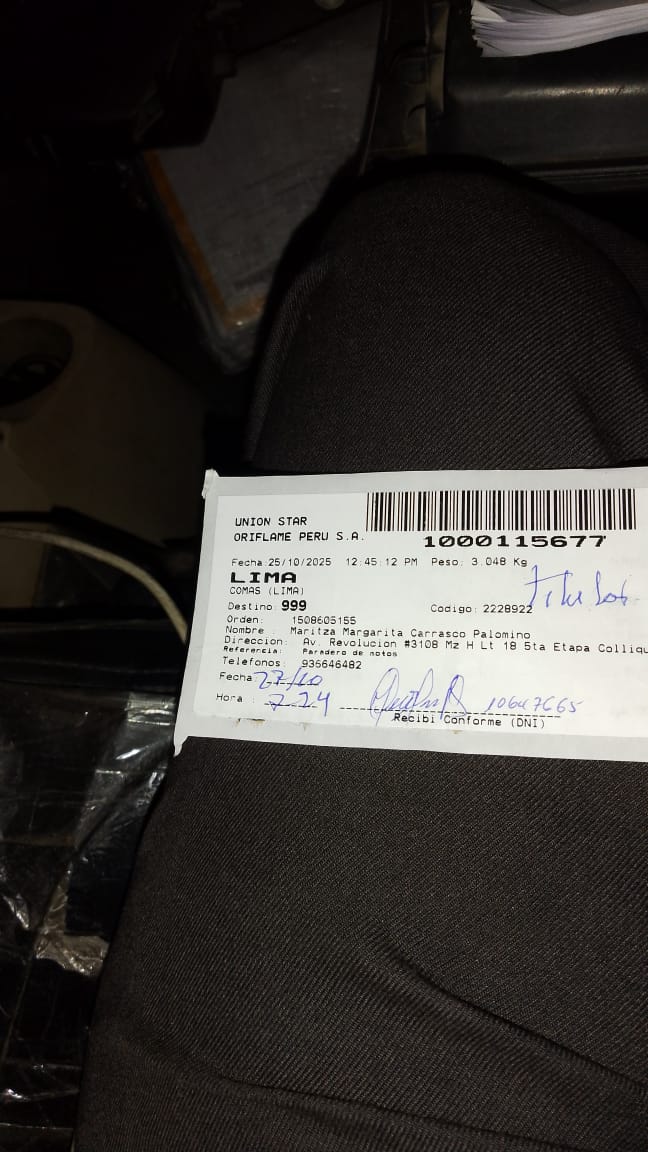 UNION STAR
ORIFLAME PERU S.A.
1000115677
Fecha:25/10/2025 12:45:12 PM Peso: 3.048 Kg
LIMA
COMAS (LIMA)
Destino: 999 Codigo: 2228922
Orden: 1508605155
Nombre : Maritza Margarita Carrasco Palomino
Direccion: Av. Revolucion #3108 Mz H Lt 18 5ta Etapa Colliqu
Referencia: Paradero de motos
Telefonos: 936646482
Fecha: 27/10
Hora : 7 24 10647665
Recibi Conforme (DNI)